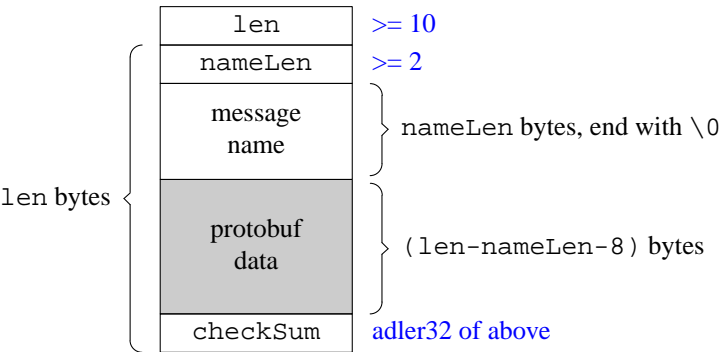 len >= 10
nameLen >= 2
message
name
nameLen bytes, end with \0
len bytes
protobuf
data
(len-nameLen-8) bytes
checkSum adler32 of above